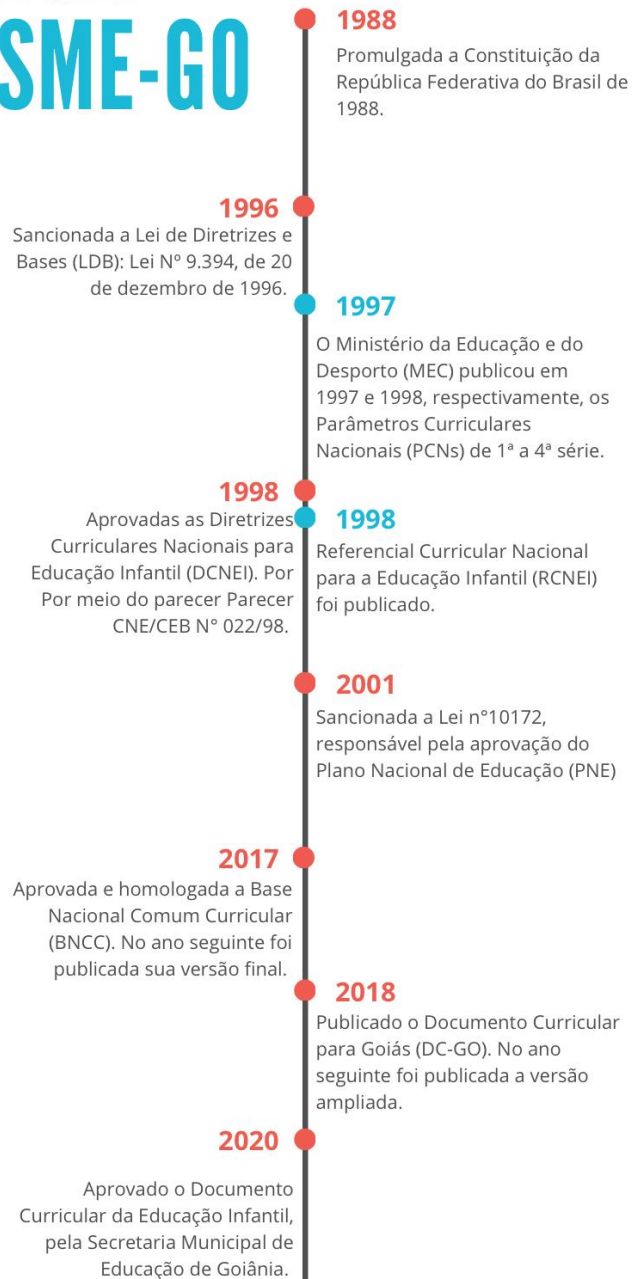 SME-GO
1988
Promulgada a Constituição da
República Federativa do Brasil de
1988.
1996
Sancionada a Lei de Diretrizes e
Bases (LDB): Lei Nº 9.394, de 20
de dezembro de 1996.
1997
O Ministério da Educação e do
Desporto (MEC) publicou em
1997 e 1998, respectivamente, os
Parâmetros Curriculares
Nacionais (PCNs) de 1ª a 4ª série.
1998
Aprovadas as Diretrizes
Curriculares Nacionais para
Educação Infantil (DCNEI). Por
Por meio do parecer Parecer
CNE/CEB N° 022/98.
1998
Referencial Curricular Nacional
para a Educação Infantil (RCNEI)
foi publicado.
2001
Sancionada a Lei n°10172,
responsável pela aprovação do
Plano Nacional de Educação (PNE)
2017
Aprovada e homologada a Base
Nacional Comum Curricular
(BNCC). No ano seguinte foi
publicada sua versão final.
2018
Publicado o Documento Curricular
para Goiás (DC-GO). No ano
seguinte foi publicada a versão
ampliada.
2020
Aprovado o Documento
Curricular da Educação Infantil,
pela Secretaria Municipal de
Educação de Goiânia.